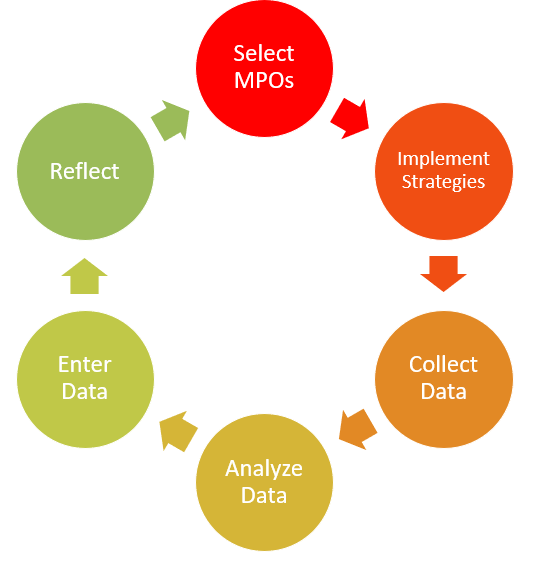 Select
MPOs
Implement
Strategies
Collect
Data
Analyze
Data
Enter
Data
Reflect